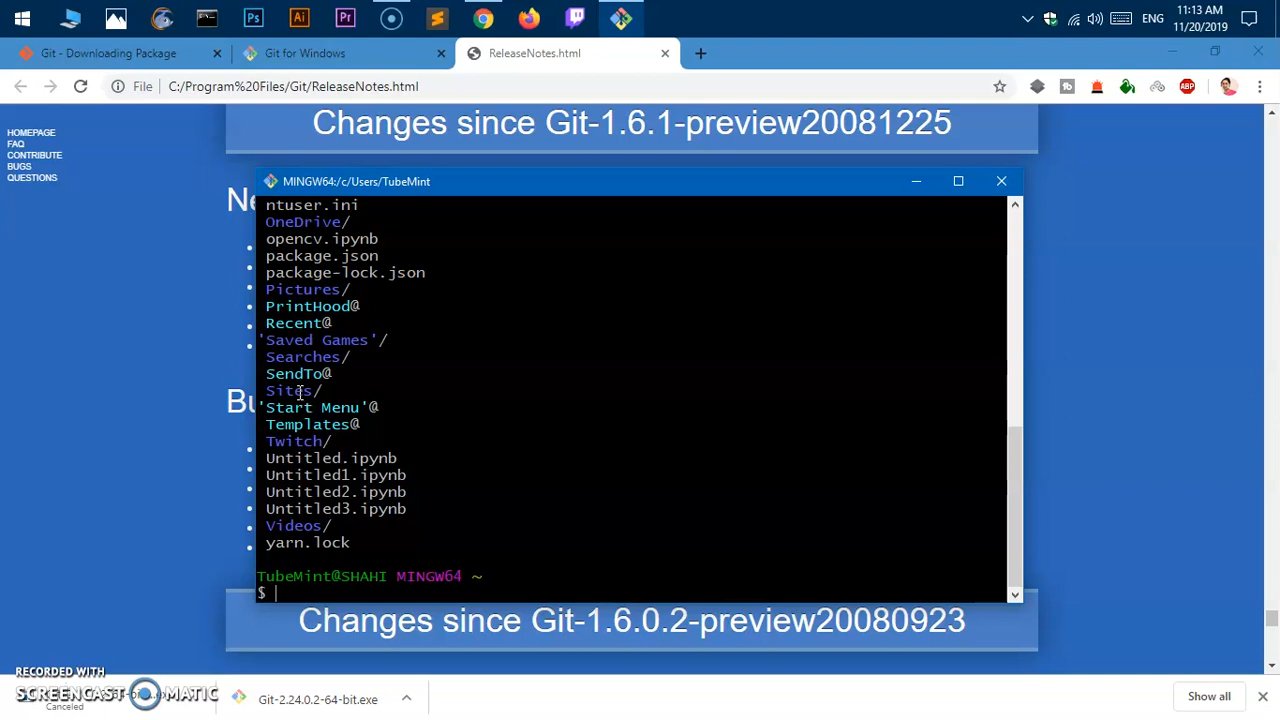 ENG
11:13 AM
11/20/2019
Git - Downloading Package
Git for Windows
ReleaseNotes.html
File
C:/Program%20Files/Git/ReleaseNotes.html
HOMEPAGE
FAQ
CONTRIBUTE
BUGS
QUESTIONS
Changes since Git-1.6.1-preview20081225
Ne
MINGW64:/c/Users/TubeMint
ntuser.ini
OneDrive/
opencv.ipynb
package.json
package-lock.json
Pictures/
PrintHood@
Recent@
'Saved Games'/
Searches/
SendTo@
Sites/
'Start Menu'@
Templates@
Twitch/
Untitled.ipynb
Untitled1.ipynb
Untitled2.ipynb
Untitled3.ipynb
Videos/
yarn.lock
TubeMint@SHAHI MINGW64 ~
$
Bu
Changes since Git-1.6.0.2-preview20080923
RECORDED WITH
SCREENCAST MATIC
Canceled
Git-2.24.0.2-64-bit.exe
Show all